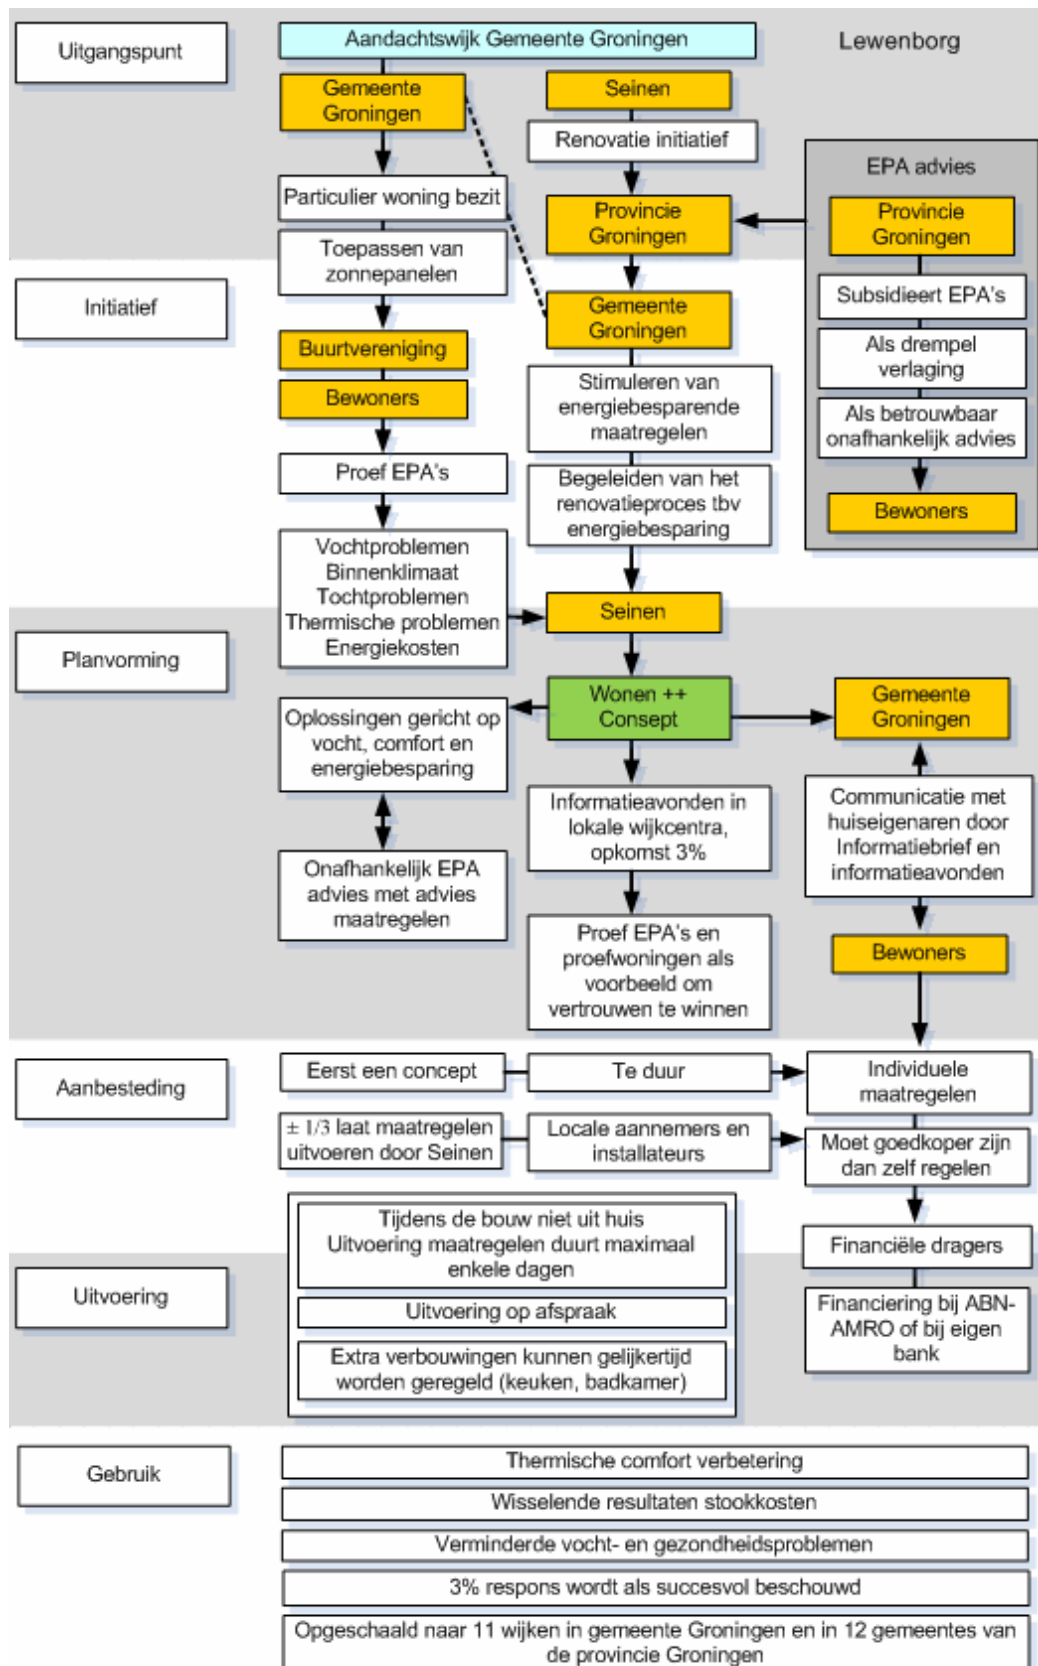 Uitgangspunt
Aandachtswijk Gemeente Groningen
Lewenborg
Gemeente
Groningen
Seinen
Renovatie initiatief
EPA advies
Particulier woning bezit
Provincie
Groningen
Provincie
Groningen
Toepassen van
zonnepanelen
Initiatief
Gemeente
Groningen
Subsidieert EPA's
Buurtvereniging
Als drempel
verlaging
Bewoners
Stimuleren van
energiebesparende
maatregelen
Als betrouwbaar
onafhankelijk advies
Proef EPA's
Begeleiden van het
renovatieproces tbv
energiebesparing
Bewoners
Vochtproblemen
Binnenklimaat
Tochtproblemen
Thermische problemen
Energiekosten
Seinen
Planvorming
Wonen ++
Consept
Gemeente
Groningen
Oplossingen gericht op
vocht, comfort en
energiebesparing
Informatieavonden in
lokale wijkcentra,
opkomst 3%
Communicatie met
huiseigenaren door
Informatiebrief en
informatieavonden
Onafhankelijk EPA
advies met advies
maatregelen
Proef EPA's en
proefwoningen als
voorbeeld om
vertrouwen te winnen
Bewoners
Aanbesteding
Eerst een concept
Te duur
Individuele
maatregelen
± 1/3 laat maatregelen
uitvoeren door Seinen
Locale aannemers en
installateurs
Moet goedkoper zijn
dan zelf regelen
Tijdens de bouw niet uit huis
Uitvoering maatregelen duurt maximaal
enkele dagen
Financiële dragers
Uitvoering
Uitvoering op afspraak
Financiering bij ABN-
AMRO of bij eigen
bank
Extra verbouwingen kunnen gelijkertijd
worden geregeld (keuken, badkamer)
Gebruik
Thermische comfort verbetering
Wisselende resultaten stookkosten
Verminderde vocht- en gezondheidsproblemen
3% respons wordt als succesvol beschouwd
Opgeschaald naar 11 wijken in gemeente Groningen en in 12 gemeentes van
de provincie Groningen